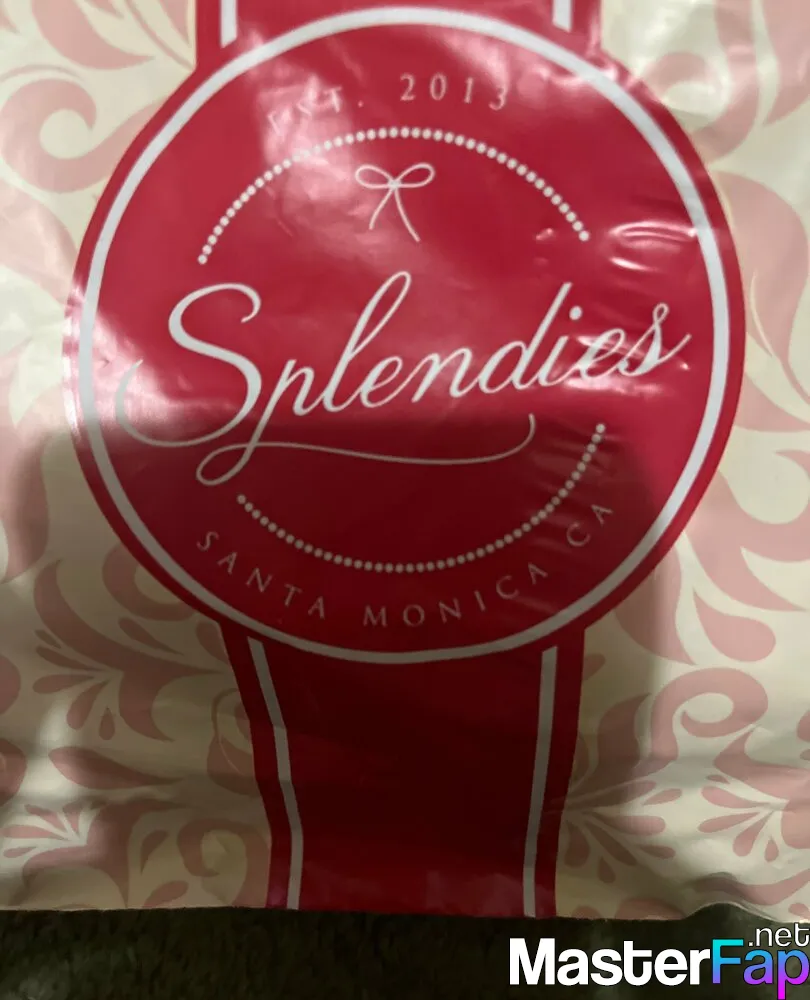 EST. 2013
Splendies
SANTA MONICA CA
MasterFap.net